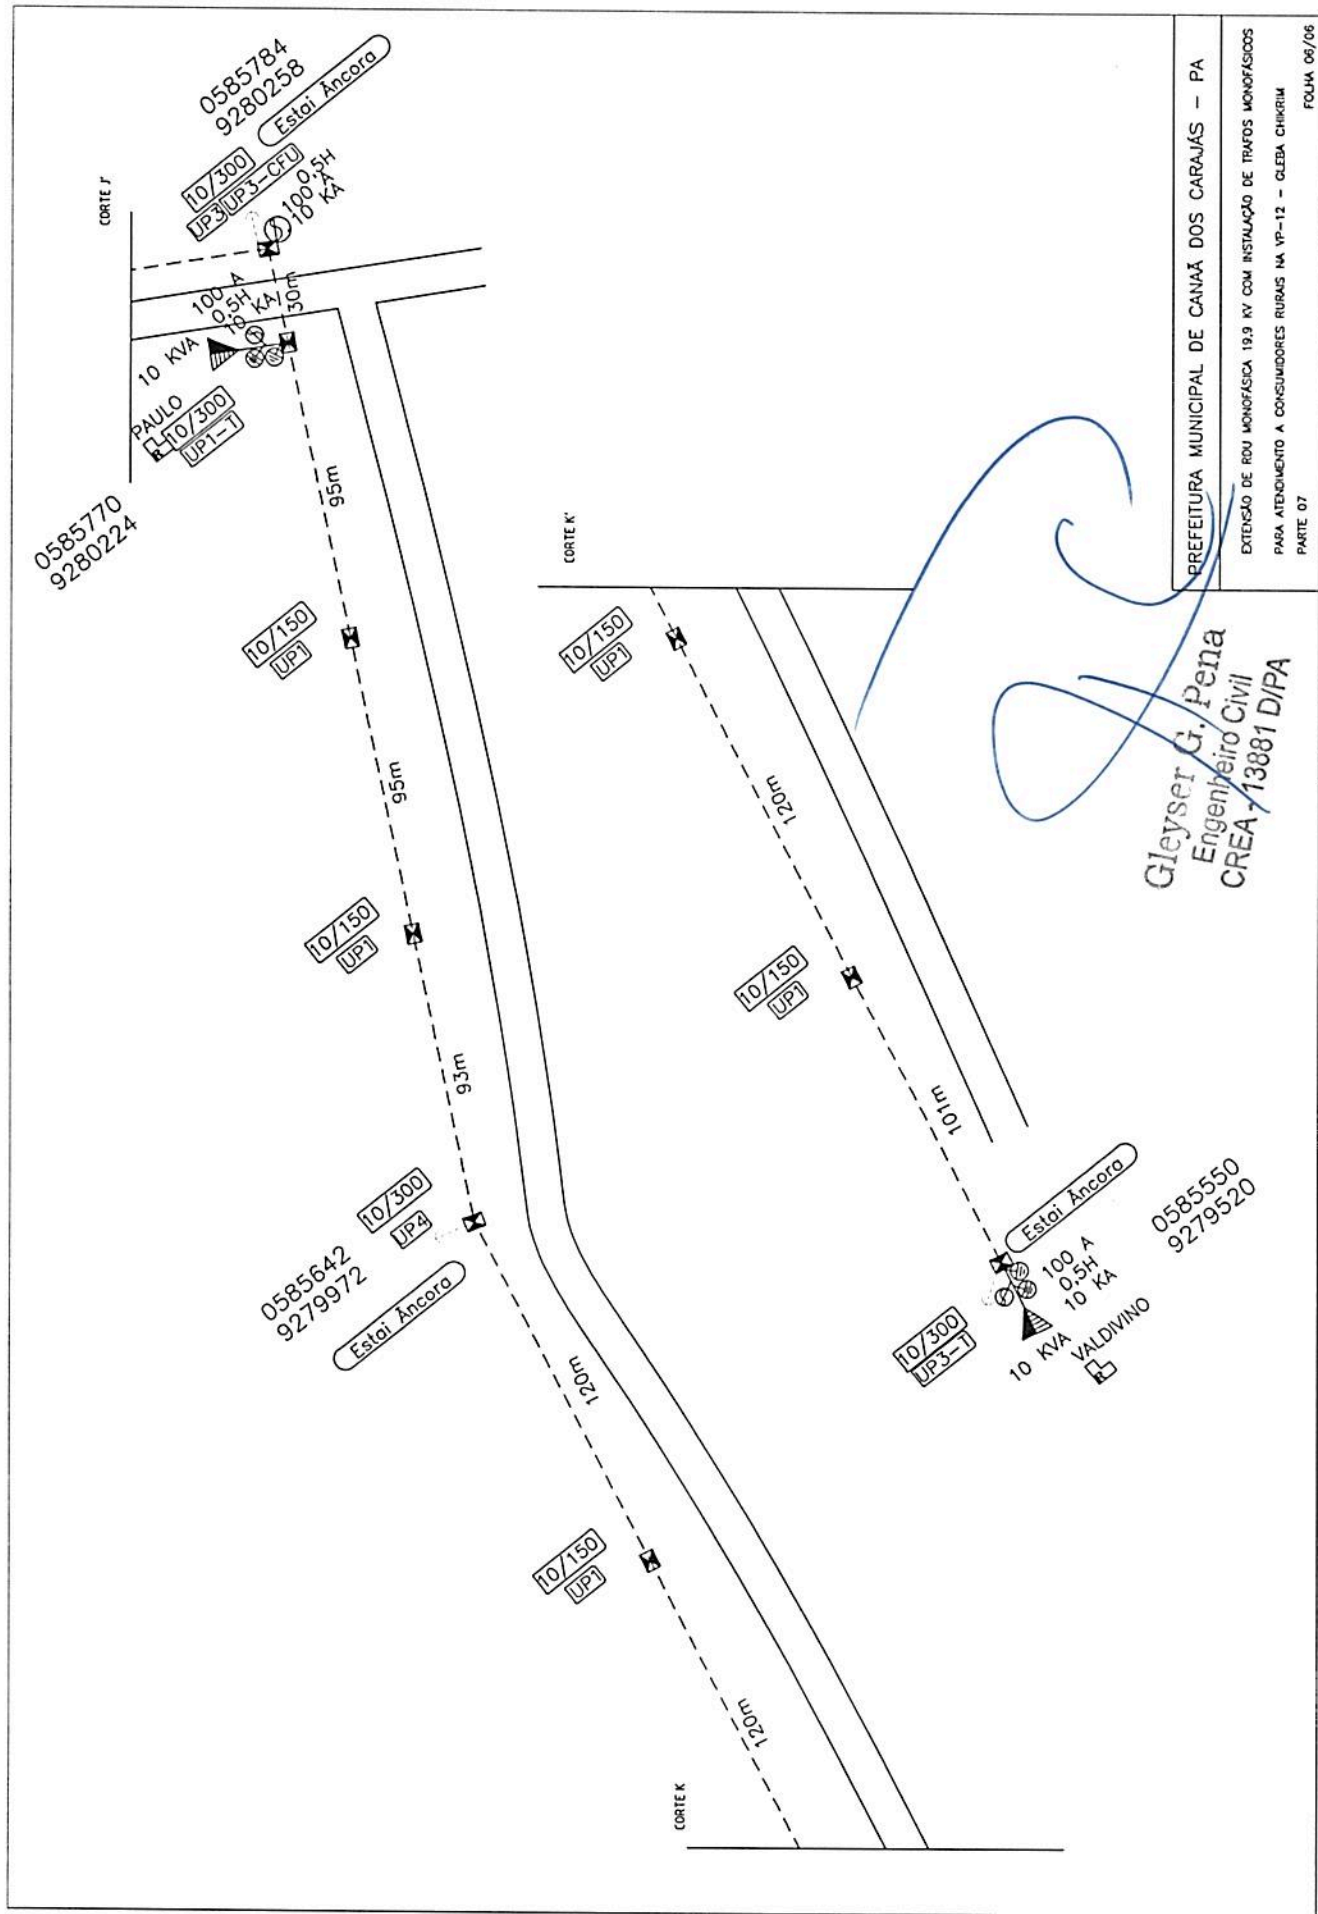 CORTE J'
0585784
9280258
Estai Âncora
10/300
UP3
UP3-CFU
0,5H
100 A
10 KA
30m
100 A
0,5H
10 KA
10 KVA
PAULO
R
10/300
UP1-T
0585770
9280224
95m
10/150
UP1
95m
10/150
UP1
93m
10/300
UP4
0585642
9279972
Estai Âncora
120m
10/150
UP1
120m
CORTE K
CORTE K'
10/150
UP1
120m
10/150
UP1
101m
Estai Âncora
0585550
9279520
100 A
0,5H
10 KA
10/300
UP3-T
10 KVA
VALDIVINO
R
Gleyser G. Pena
Engenheiro Civil
CREA - 13881 D/PA
PREFEITURA MUNICIPAL DE CANAÃ DOS CARAJÁS - PA
EXTENSÃO DE RDU MONOFÁSICA 19,9 KV COM INSTALAÇÃO DE TRAFOS MONOFÁSICOS
PARA ATENDIMENTO A CONSUMIDORES RURAIS NA VP-12 - GLEBA CHIKRIM
PARTE 07
FOLHA 06/06